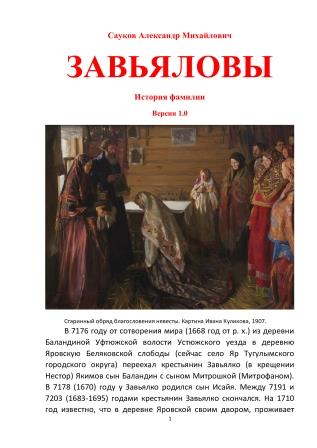 Сауков Александр Михайлович
ЗАВЬЯЛОВЫ
История фамилии
Версия 1.0
Старинный обряд благословения невесты. Картина Ивана Куликова, 1907.
В 7176 году от сотворения мира (1668 год от р. х.) из деревни
Баландиной Уфтюжской волости Устюжского уезда в деревню
Яровскую Беляковской слободы (сейчас село Яр Тугулымского
городского округа) переехал крестьянин Завьялко (в крещении
Нестор) Якимов сын Баландин с сыном Митрошкой (Митрофаном).
В 7178 (1670) году у Завьялко родился сын Исайя. Между 7191 и
7203 (1683-1695) годами крестьянин Завьялко скончался. На 1710
год известно, что в деревне Яровской своим двором, проживает
1